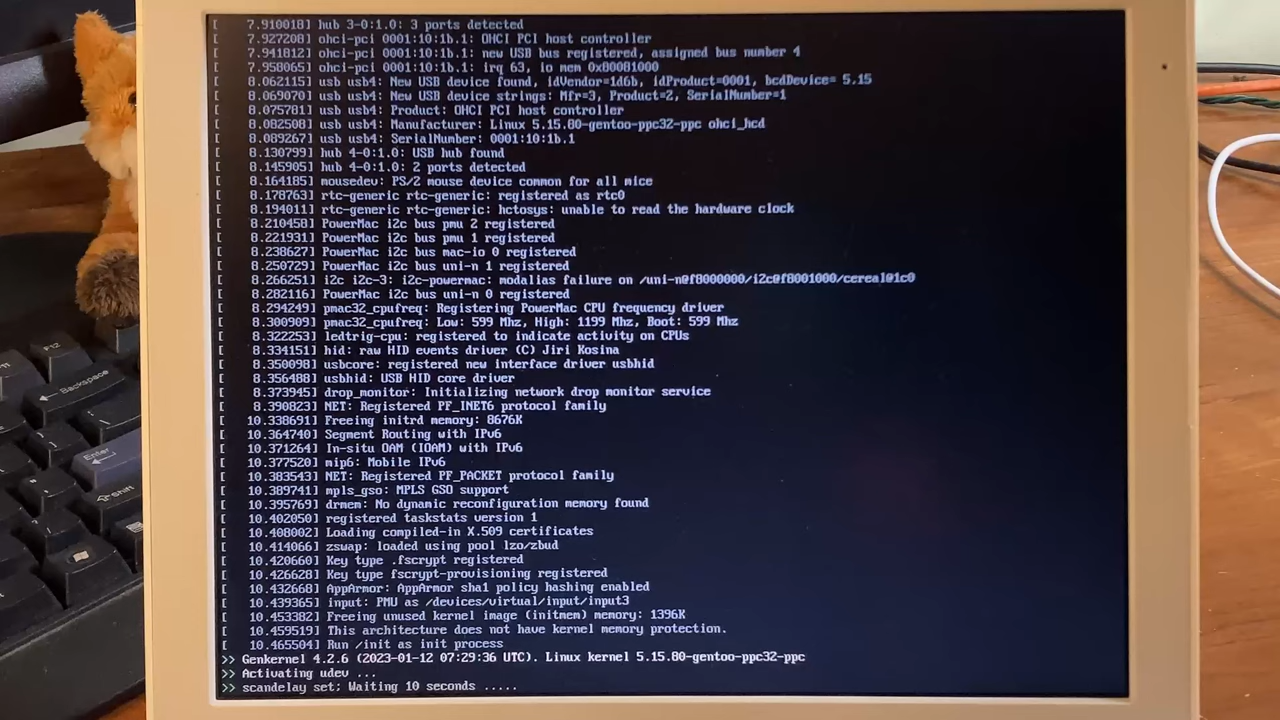 [    7.910018] hub 3-0:1.0: 3 ports detected
[    7.927208] ohci-pci 0001:10:1b.1: OHCI PCI host controller
[    7.941812] ohci-pci 0001:10:1b.1: new USB bus registered, assigned bus number 4
[    7.958065] ohci-pci 0001:10:1b.1: irq 63, io mem 0x80081000
[    8.062115] usb usb4: New USB device found, idVendor=1d6b, idProduct=0001, bcdDevice= 5.15
[    8.069070] usb usb4: New USB device strings: Mfr=3, Product=2, SerialNumber=1
[    8.075781] usb usb4: Product: OHCI PCI host controller
[    8.082508] usb usb4: Manufacturer: Linux 5.15.80-gentoo-ppc32-ppc ohci_hcd
[    8.089267] usb usb4: SerialNumber: 0001:10:1b.1
[    8.130799] hub 4-0:1.0: USB hub found
[    8.145905] hub 4-0:1.0: 2 ports detected
[    8.164185] mousedev: PS/2 mouse device common for all mice
[    8.178763] rtc-generic rtc-generic: registered as rtc0
[    8.194011] rtc-generic rtc-generic: hctosys: unable to read the hardware clock
[    8.210458] PowerMac i2c bus pmu 2 registered
[    8.221931] PowerMac i2c bus pmu 1 registered
[    8.238627] PowerMac i2c bus mac-io 0 registered
[    8.250729] PowerMac i2c bus uni-n 1 registered
[    8.266251] i2c i2c-3: i2c-powermac: modalias failure on /uni-n@f8000000/i2c@f8001000/cereal@1c0
[    8.282116] PowerMac i2c bus uni-n 0 registered
[    8.294249] pmac32_cpufreq: Registering PowerMac CPU frequency driver
[    8.300909] pmac32_cpufreq: Low: 599 Mhz, High: 1199 Mhz, Boot: 599 Mhz
[    8.322253] ledtrig-cpu: registered to indicate activity on CPUs
[    8.334151] hid: raw HID events driver (C) Jiri Kosina
[    8.350098] usbcore: registered new interface driver usbhid
[    8.356488] usbhid: USB HID core driver
[    8.373945] drop_monitor: Initializing network drop monitor service
[    8.390823] NET: Registered PF_INET6 protocol family
[   10.338691] Freeing initrd memory: 8676K
[   10.364740] Segment Routing with IPv6
[   10.371264] In-situ OAM (IOAM) with IPv6
[   10.377520] mip6: Mobile IPv6
[   10.383543] NET: Registered PF_PACKET protocol family
[   10.389741] mpls_gso: MPLS GSO support
[   10.395769] drmem: No dynamic reconfiguration memory found
[   10.402050] registered taskstats version 1
[   10.408002] Loading compiled-in X.509 certificates
[   10.414066] zswap: loaded using pool lzo/zbud
[   10.420660] Key type .fscrypt registered
[   10.426628] Key type fscrypt-provisioning registered
[   10.432668] AppArmor: AppArmor sha1 policy hashing enabled
[   10.439365] input: PMU as /devices/virtual/input/input3
[   10.453382] Freeing unused kernel image (initmem) memory: 1396K
[   10.459519] This architecture does not have kernel memory protection.
[   10.465504] Run /init as init process
>> Genkernel 4.2.6 (2023-01-12 07:29:36 UTC). Linux kernel 5.15.80-gentoo-ppc32-ppc
>> Activating udev ...
>> scandelay set: Waiting 10 seconds .....
F12
Backspace
Enter
Shift